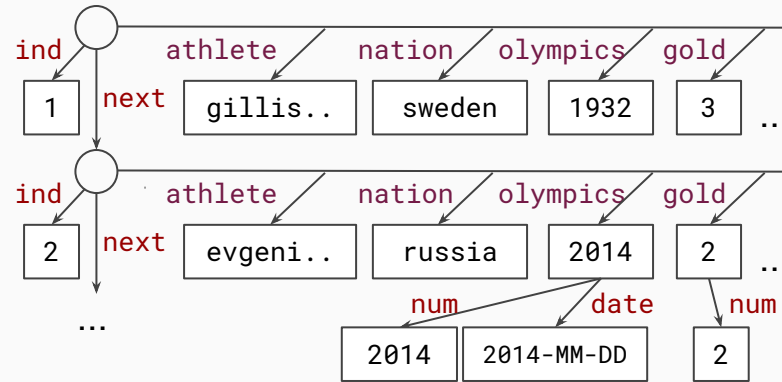 ind athlete nation olympics gold
1 next gillis.. sweden 1932 3 ..
ind athlete nation olympics gold
2 next evgeni.. russia 2014 2 ..
... num date num
2014 2014-MM-DD 2